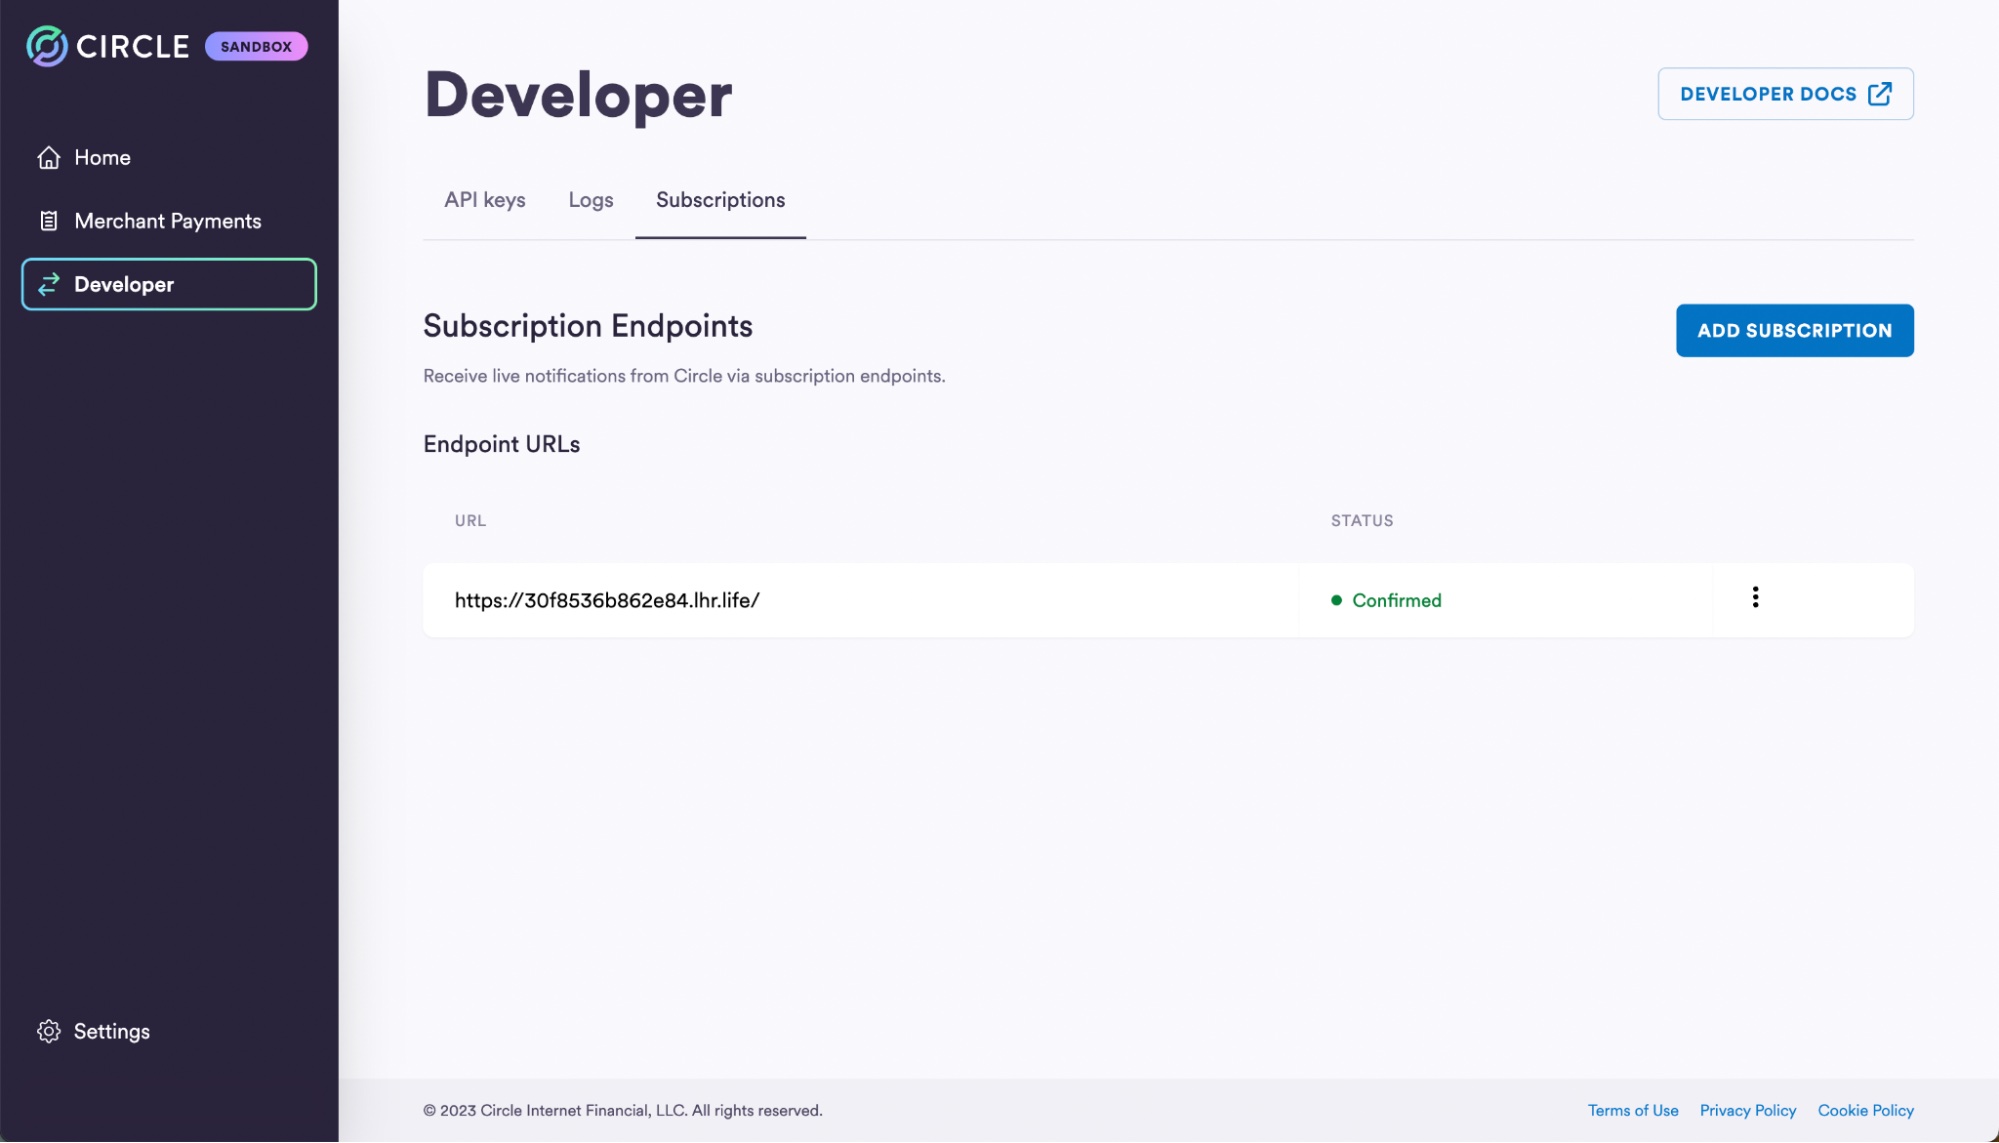 CIRCLE SANDBOX
Home
Merchant Payments
Developer
Settings
Developer
DEVELOPER DOCS
API keys Logs Subscriptions
Subscription Endpoints
ADD SUBSCRIPTION
Receive live notifications from Circle via subscription endpoints.
Endpoint URLs
URL STATUS
https://30f8536b862e84.lhr.life/ Confirmed
© 2023 Circle Internet Financial, LLC. All rights reserved.
Terms of Use Privacy Policy Cookie Policy